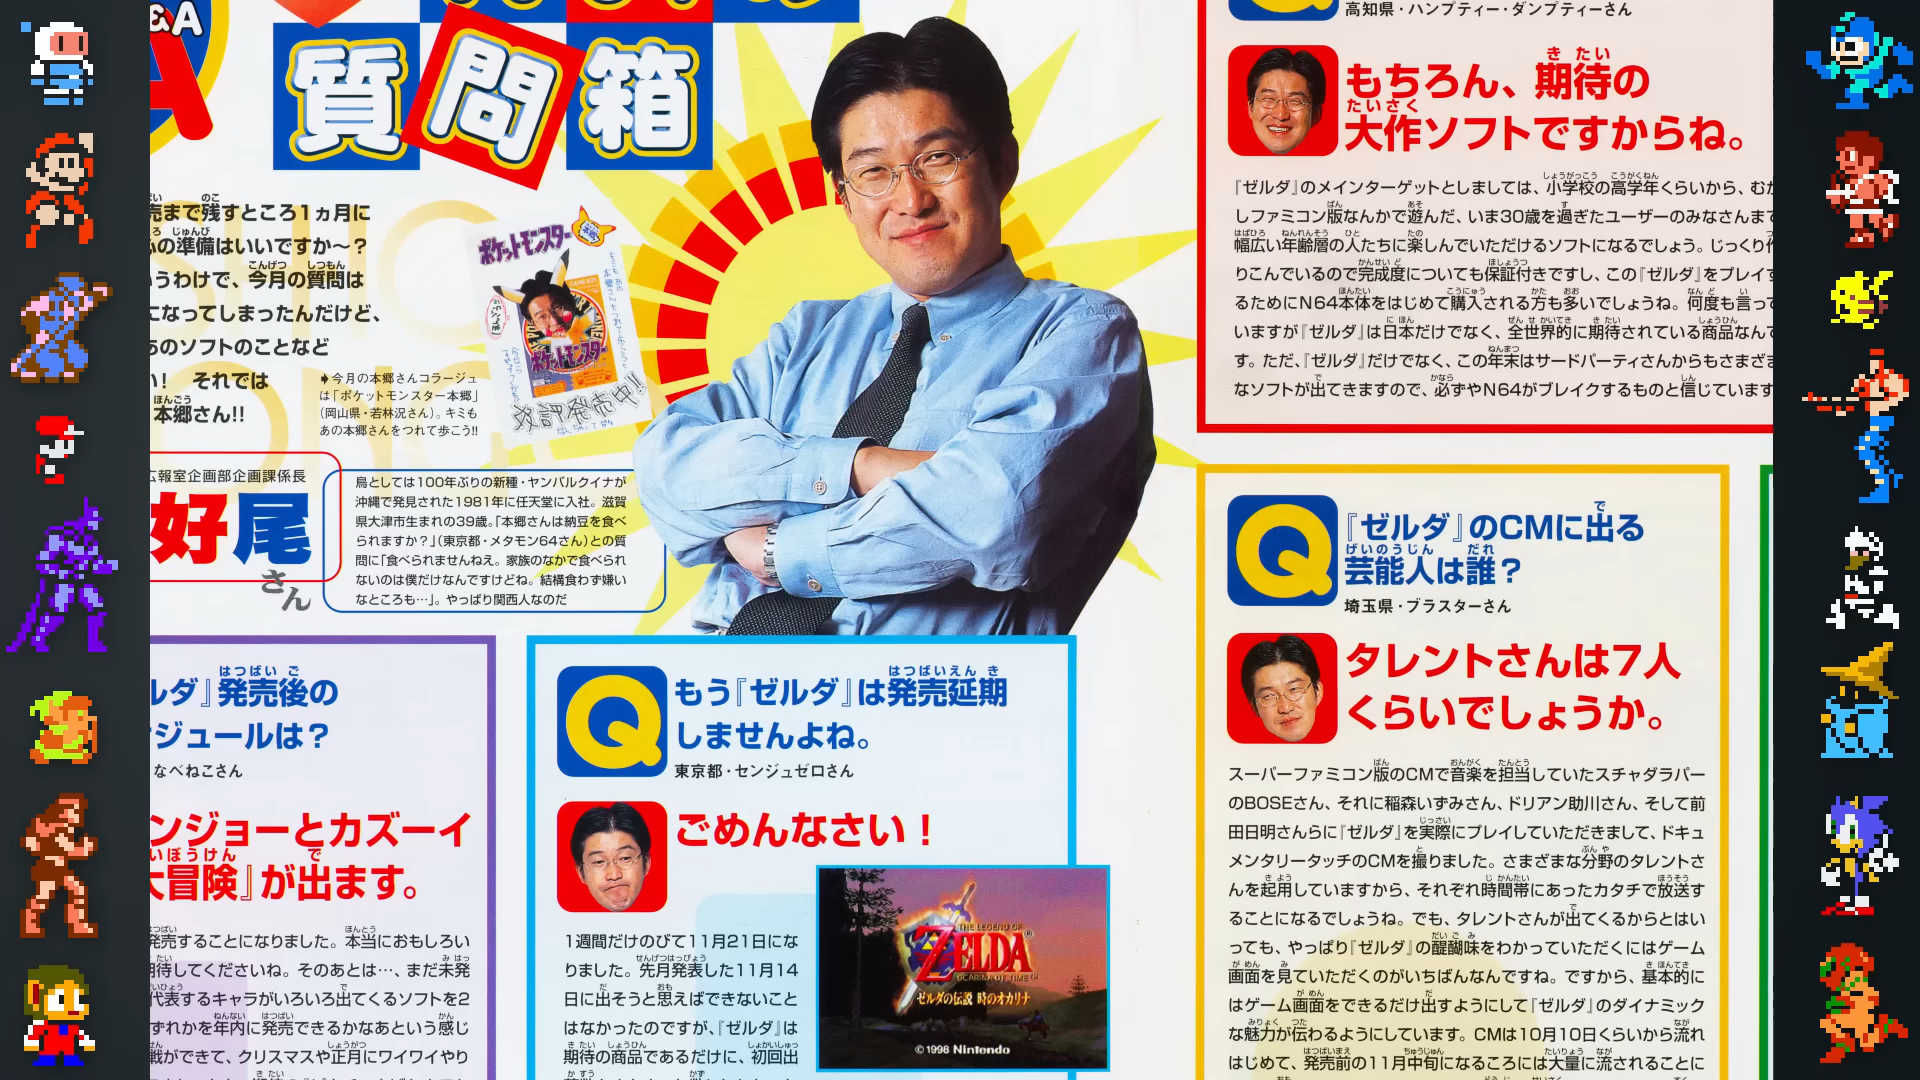 Q&A
質問箱
売まで残すところ1ヵ月に
の準備はいいですか～?
うわけで、今月の質問は
になってしまったんだけど、
あのソフトのことなど
い! それでは
本郷さん!!
➧今月の本郷さんコラージュ
は「ポケットモンスター本郷」
(岡山県・若林況さん)。キミも
あの本郷さんをつれて歩こう!!
ポケットモンスター
ポケットモンスター
好評発売中!!
広報室企画部企画課係長
好尾さん
鳥としては100年ぶりの新種・ヤンバルクイナが
沖縄で発見された1981年に任天堂に入社。滋賀
県大津市生まれの39歳。「本郷さんは納豆を食べ
られますか?」(東京都・メタモン64さん)との質
問に「食べられませんねえ。家族のなかで食べられ
ないのは僕だけなんですけどね。結構食わず嫌い
なところも…」。やっぱり関西人なのだ
ルダ』発売後の
ジュールは?
なべねこさん
ンジョーとカズーイ
大冒険』が出ます。
発売することになりました。本当におもしろい
期待してくださいね。そのあとは…、まだ未発
代表するキャラがいろいろ出てくるソフトを2
ずれかを年内に発売できるかなあという感じ
戦ができて、クリスマスや正月にワイワイやり
Q
もう『ゼルダ』は発売延期
しませんよね。
東京都・センジュゼロさん
ごめんなさい!
1週間だけのびて11月21日にな
りました。先月発表した11月14
日に出そうと思えばできないこと
はなかったのですが、『ゼルダ』は
期待の商品であるだけに、初回出
THE LEGEND OF
ZELDA
OCARINA OF TIME
ゼルダの伝説 時のオカリナ
©1998 Nintendo
高知県・ハンプティー・ダンプティーさん
もちろん、期待の
大作ソフトですからね。
『ゼルダ』のメインターゲットとしましては、小学校の高学年くらいから、むか
しファミコン版なんかで遊んだ、いま30歳を過ぎたユーザーのみなさんまで
幅広い年齢層の人たちに楽しんでいただけるソフトになるでしょう。じっくり作
りこんでいるので完成度についても保証付きですし、この『ゼルダ』をプレイす
るためにN64本体をはじめて購入される方も多いでしょうね。何度も言って
いますが『ゼルダ』は日本だけでなく、全世界的に期待されている商品なんで
す。ただ、『ゼルダ』だけでなく、この年末はサードパーティさんからもさまざま
なソフトが出てきますので、必ずやN64がブレイクするものと信じています
Q
『ゼルダ』のCMに出る
芸能人は誰?
埼玉県・ブラスターさん
タレントさんは7人
くらいでしょうか。
スーパーファミコン版のCMで音楽を担当していたスチャダラパー
のBOSEさん、それに稲森いずみさん、ドリアン助川さん、そして前
田日明さんらに『ゼルダ』を実際にプレイしていただきまして、ドキュ
メンタリータッチのCMを撮りました。さまざまな分野のタレントさ
んを起用していますから、それぞれ時間帯にあったカタチで放送す
ることになるでしょうね。でも、タレントさんが出てくるからとはい
っても、やっぱり『ゼルダ』の醍醐味をわかっていただくにはゲーム
画面を見ていただくのがいちばんなんですね。ですから、基本的に
はゲーム画面をできるだけ出すようにして『ゼルダ』のダイナミック
な魅力が伝わるようにしています。CMは10月10日くらいから流れ
はじめて、発売前の11月中旬になるころには大量に流されることに